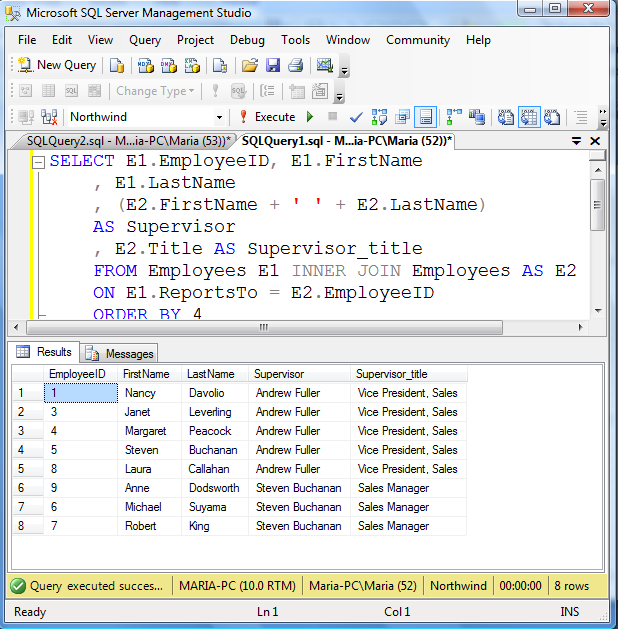 Microsoft SQL Server Management Studio
File Edit View Query Project Debug Tools Window Community Help
New Query
Change Type
Northwind Execute
SQLQuery2.sql - M...ia-PC\Maria (53))* SQLQuery1.sql - M...ia-PC\Maria (52))*
SELECT E1.EmployeeID, E1.FirstName
, E1.LastName
, (E2.FirstName + ' ' + E2.LastName)
AS Supervisor
, E2.Title AS Supervisor_title
FROM Employees E1 INNER JOIN Employees AS E2
ON E1.ReportsTo = E2.EmployeeID
ORDER BY 4
Results Messages
EmployeeID FirstName LastName Supervisor Supervisor_title
1 1 Nancy Davolio Andrew Fuller Vice President, Sales
2 3 Janet Leverling Andrew Fuller Vice President, Sales
3 4 Margaret Peacock Andrew Fuller Vice President, Sales
4 5 Steven Buchanan Andrew Fuller Vice President, Sales
5 8 Laura Callahan Andrew Fuller Vice President, Sales
6 9 Anne Dodsworth Steven Buchanan Sales Manager
7 6 Michael Suyama Steven Buchanan Sales Manager
8 7 Robert King Steven Buchanan Sales Manager
Query executed succes... MARIA-PC (10.0 RTM) Maria-PC\Maria (52) Northwind 00:00:00 8 rows
Ready Ln 1 Col 1 INS